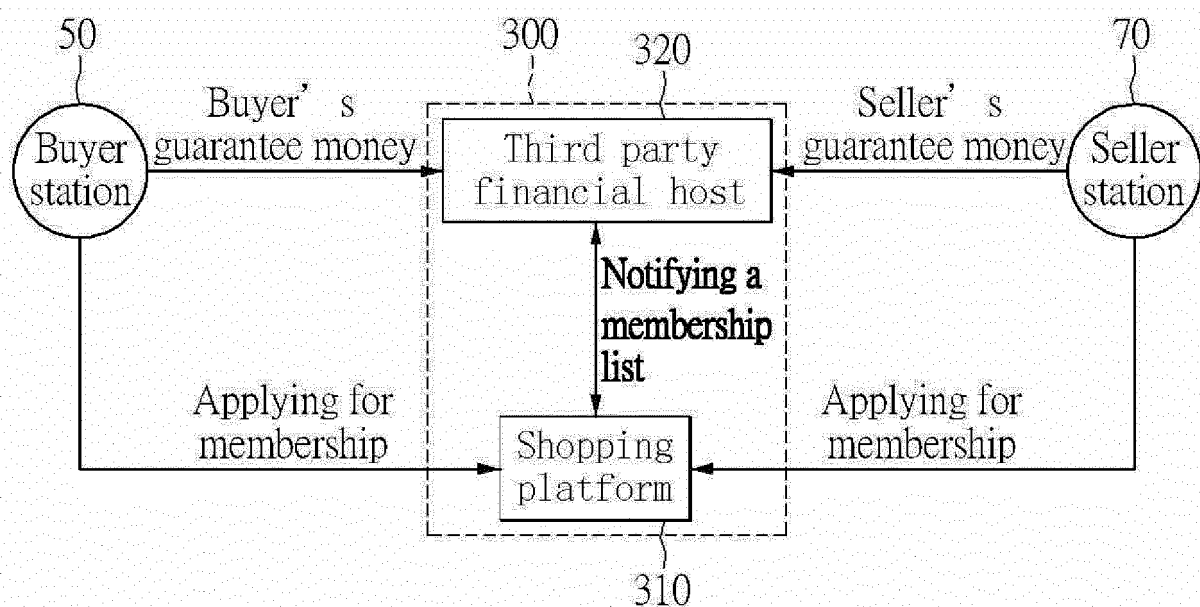 50
300
320
70
Buyer's
guarantee money
Seller's
guarantee money
Buyer
station
Third party
financial host
Seller
station
Notifying a
membership
list
Applying for
membership
Applying for
membership
Shopping
platform
310